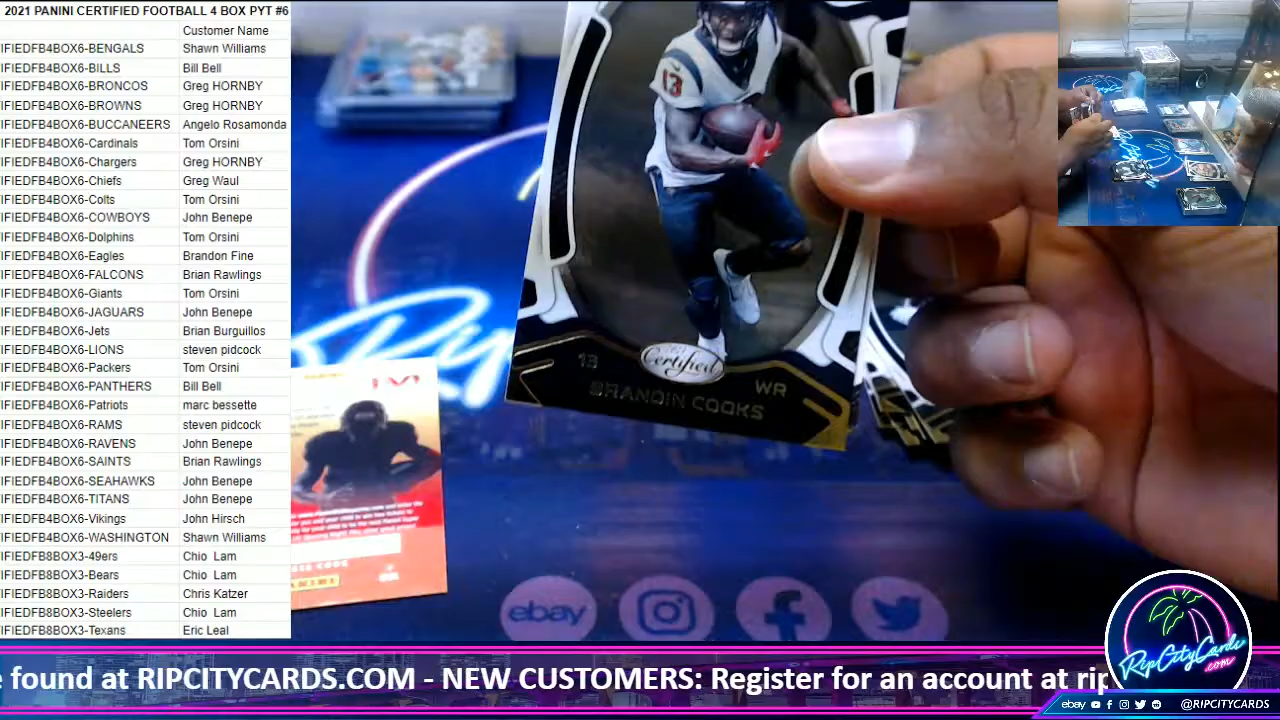 2021 PANINI CERTIFIED FOOTBALL 4 BOX PYT #6
Customer Name
IFIEDFB4BOX6-BENGALS Shawn Williams
IFIEDFB4BOX6-BILLS Bill Bell
IFIEDFB4BOX6-BRONCOS Greg HORNBY
IFIEDFB4BOX6-BROWNS Greg HORNBY
IFIEDFB4BOX6-BUCCANEERS Angelo Rosamonda
IFIEDFB4BOX6-Cardinals Tom Orsini
IFIEDFB4BOX6-Chargers Greg HORNBY
IFIEDFB4BOX6-Chiefs Greg Waul
IFIEDFB4BOX6-Colts Tom Orsini
IFIEDFB4BOX6-COWBOYS John Benepe
IFIEDFB4BOX6-Dolphins Tom Orsini
IFIEDFB4BOX6-Eagles Brandon Fine
IFIEDFB4BOX6-FALCONS Brian Rawlings
IFIEDFB4BOX6-Giants Tom Orsini
IFIEDFB4BOX6-JAGUARS John Benepe
IFIEDFB4BOX6-Jets Brian Burguillos
IFIEDFB4BOX6-LIONS steven pidcock
IFIEDFB4BOX6-Packers Tom Orsini
IFIEDFB4BOX6-PANTHERS Bill Bell
IFIEDFB4BOX6-Patriots marc bessette
IFIEDFB4BOX6-RAMS steven pidcock
IFIEDFB4BOX6-RAVENS John Benepe
IFIEDFB4BOX6-SAINTS Brian Rawlings
IFIEDFB4BOX6-SEAHAWKS John Benepe
IFIEDFB4BOX6-TITANS John Benepe
IFIEDFB4BOX6-Vikings John Hirsch
IFIEDFB4BOX6-WASHINGTON Shawn Williams
IFIEDFB8BOX3-49ers Chio Lam
IFIEDFB8BOX3-Bears Chio Lam
IFIEDFB8BOX3-Raiders Chris Katzer
IFIEDFB8BOX3-Steelers Chio Lam
IFIEDFB8BOX3-Texans Eric Leal
13
13 Certified WR
BRANDIN COOKS
LVI
ebay
e found at RIPCITYCARDS.COM - NEW CUSTOMERS: Register for an account at rip
RipCityCards
.com
ebay @RIPCITYCARDS